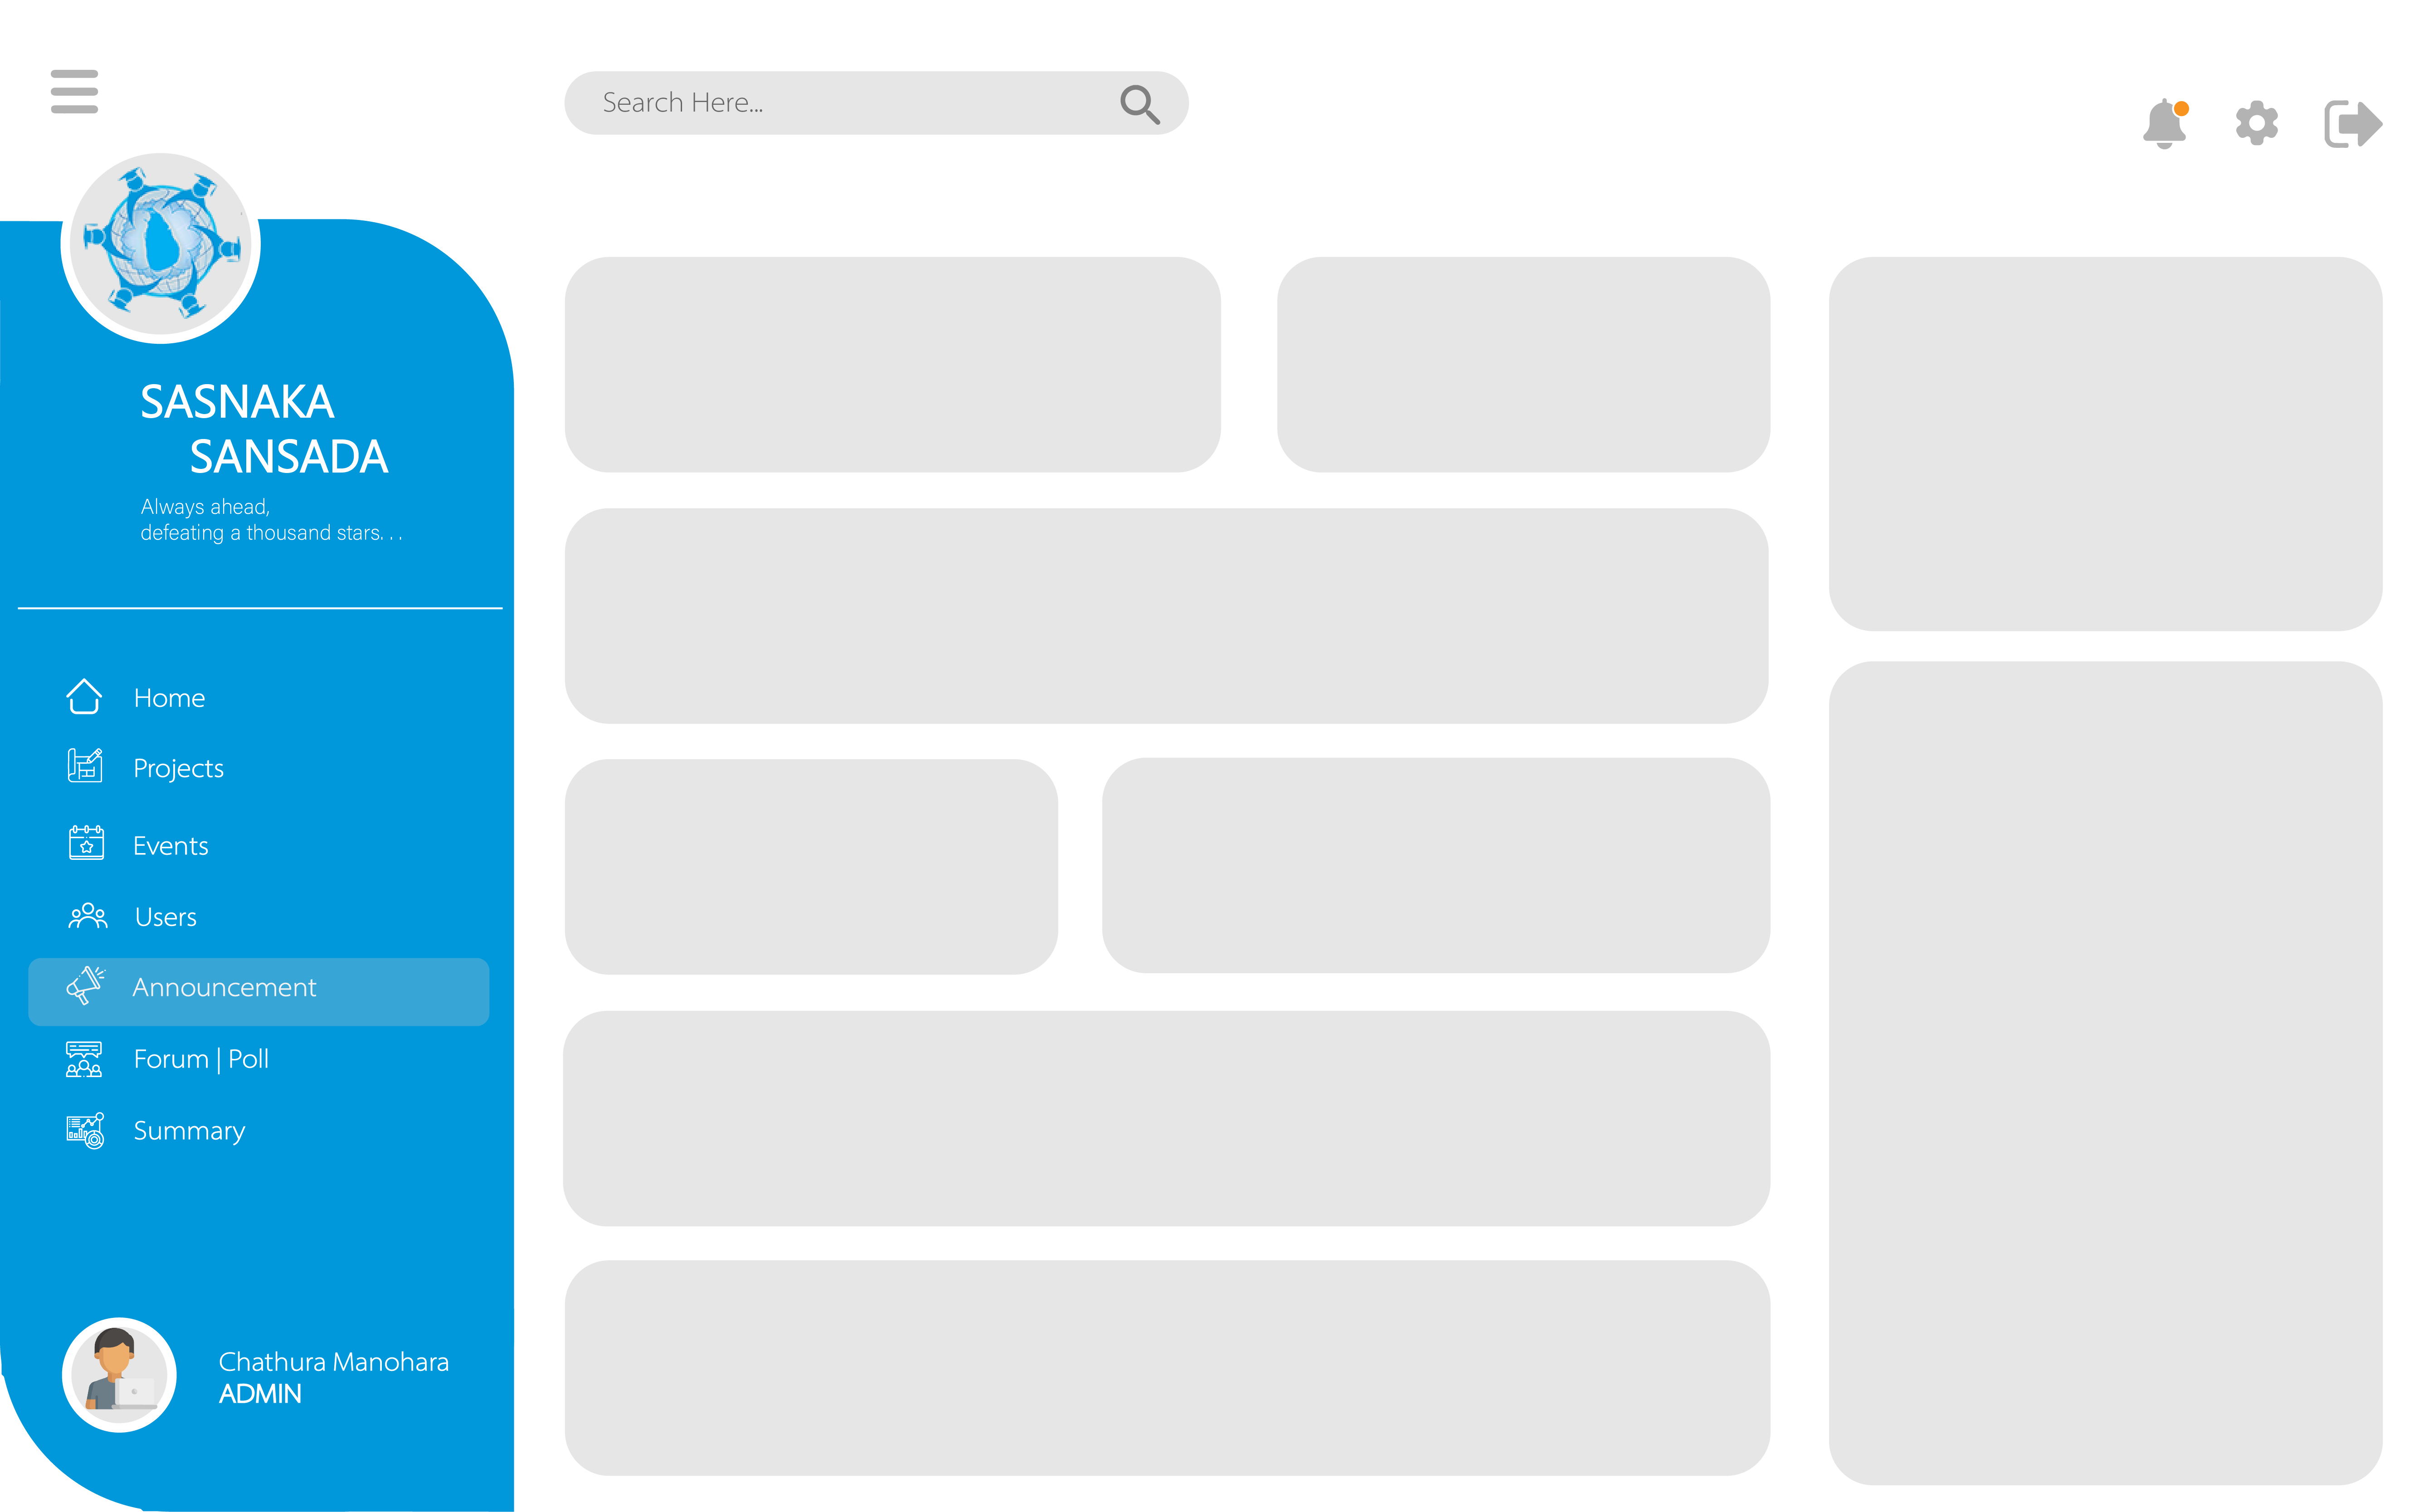 Search Here...
SASNAKA
SANSADA
Always ahead,
defeating a thousand stars. . .
Home
Projects
Events
Users
Announcement
Forum | Poll
Summary
Chathura Manohara
ADMIN